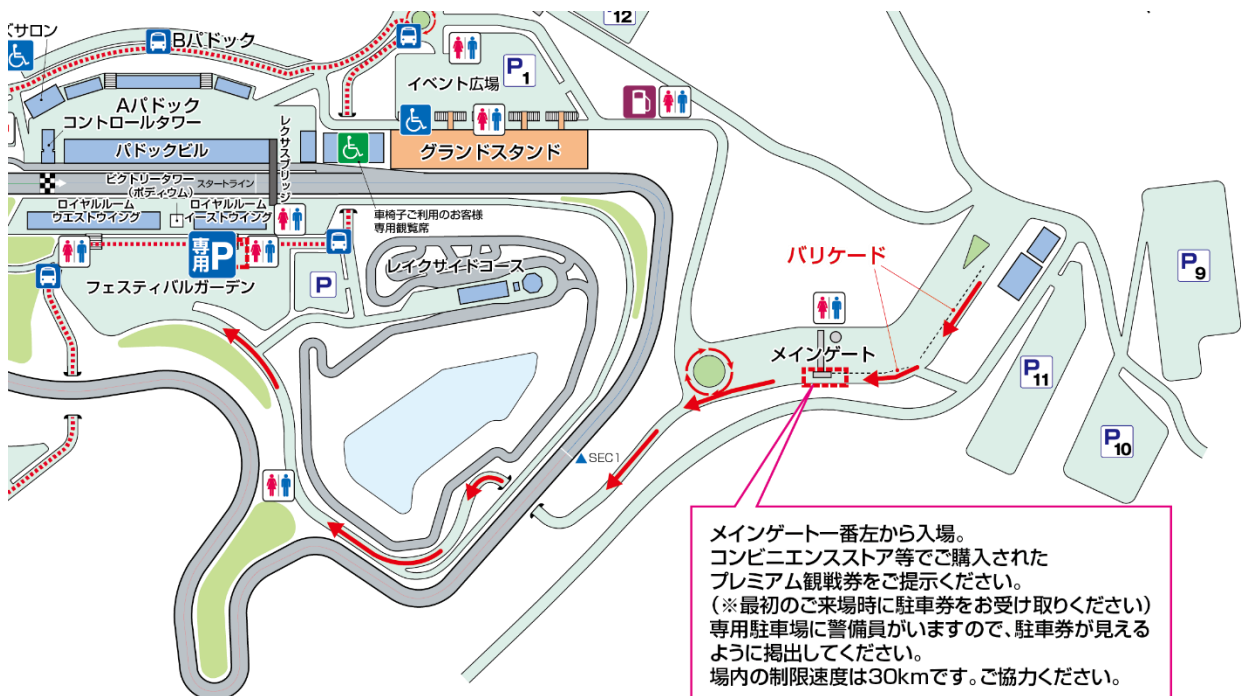 P12
サロン
Bパドック
イベント広場
P1
Aパドック
コントロールタワー
パドックビル
レクサスブリッジ
グランドスタンド
ビクトリータワー
(ポディウム)
スタートライン
ロイヤルルーム
ウエストウイング
ロイヤルルーム
イーストウイング
車椅子ご利用のお客様
専用観覧席
専用P
フェスティバルガーデン
P
レイクサイドコース
バリケード
メインゲート
P9
P11
P10
SEC1
メインゲート一番左から入場。
コンビニエンスストア等でご購入された
プレミアム観戦券をご提示ください。
(※最初のご来場時に駐車券をお受け取りください)
専用駐車場に警備員がいますので、駐車券が見える
ように掲出してください。
場内の制限速度は30kmです。ご協力ください。